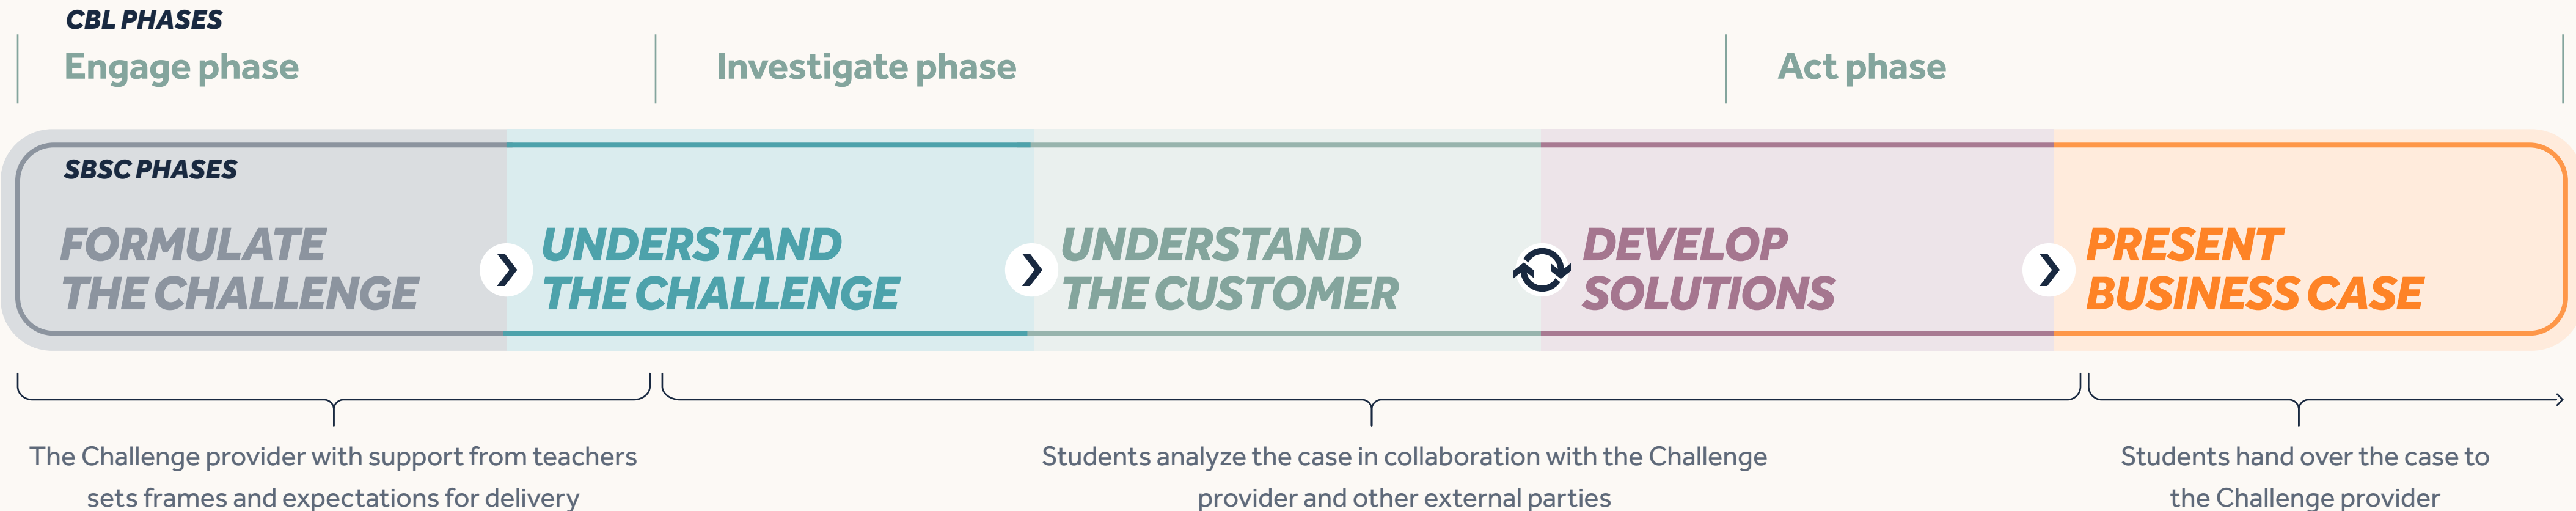 CBL PHASES
Engage phase
Investigate phase
Act phase
SBSC PHASES
FORMULATE
THE CHALLENGE
UNDERSTAND
THE CHALLENGE
UNDERSTAND
THE CUSTOMER
DEVELOP
SOLUTIONS
PRESENT
BUSINESS CASE
The Challenge provider with support from teachers
sets frames and expectations for delivery
Students analyze the case in collaboration with the Challenge
provider and other external parties
Students hand over the case to
the Challenge provider